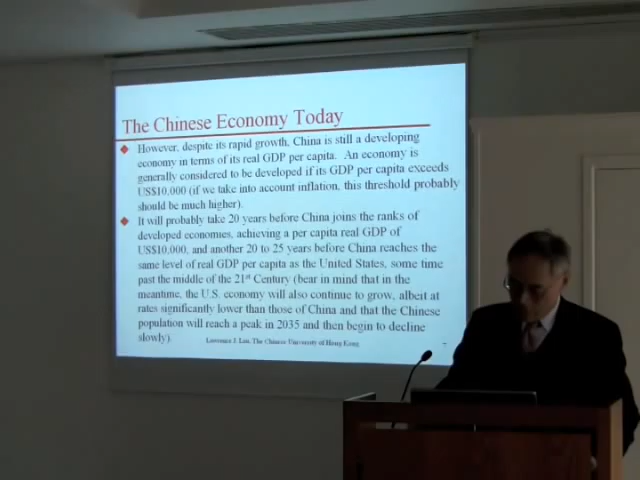 The Chinese Economy Today
However, despite its rapid growth, China is still a developing
economy in terms of its real GDP per capita. An economy is
generally considered to be developed if its GDP per capita exceeds
US$10,000 (if we take into account inflation, this threshold probably
should be much higher).
It will probably take 20 years before China joins the ranks of
developed economies, achieving a per capita real GDP of
US$10,000, and another 20 to 25 years before China reaches the
same level of real GDP per capita as the United States, some time
past the middle of the 21st Century (bear in mind that in the
meantime, the U.S. economy will also continue to grow, albeit at
rates significantly lower than those of China and that the Chinese
population will reach a peak in 2035 and then begin to decline
slowly).
Lawrence J. Lau, The Chinese University of Hong Kong
7